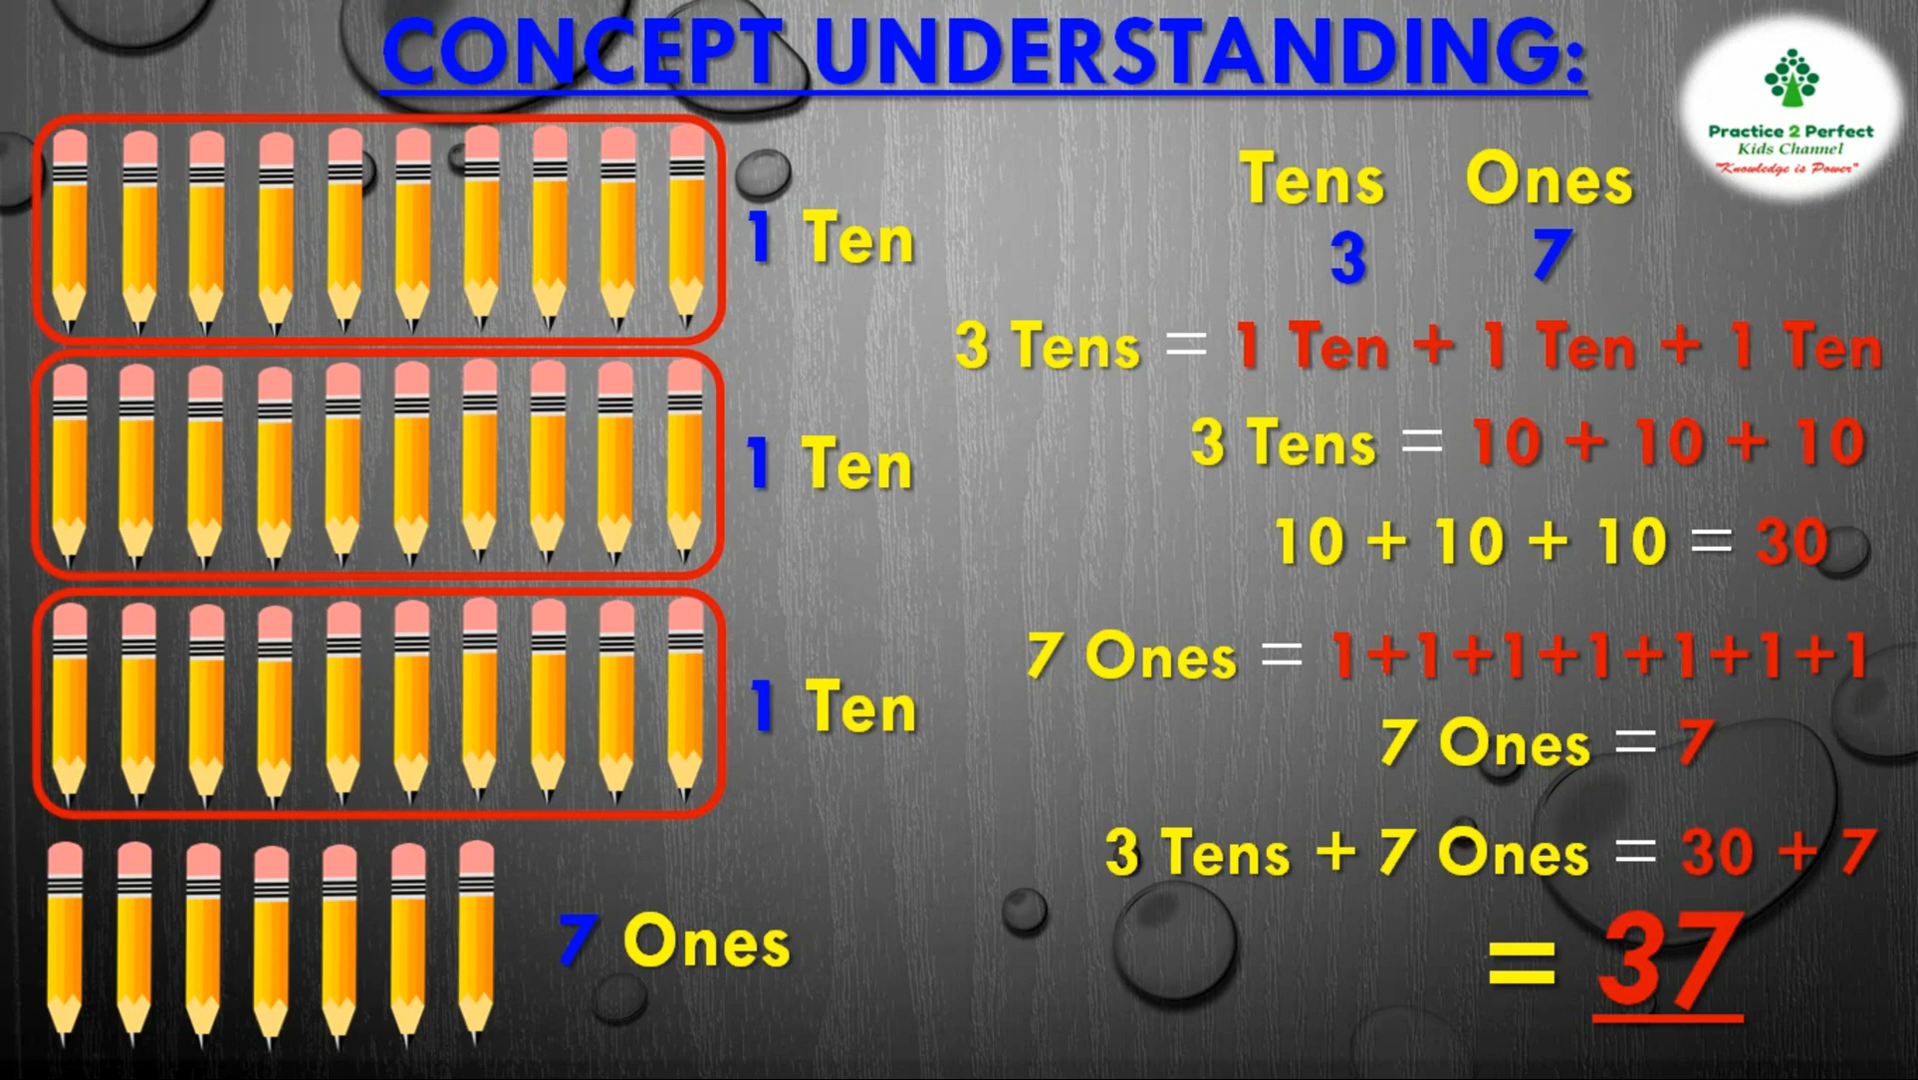 CONCEPT UNDERSTANDING:
Practice 2 Perfect
Kids Channel
"Knowledge is Power"
1 Ten
1 Ten
1 Ten
7 Ones
Tens Ones
3 7
3 Tens = 1 Ten + 1 Ten + 1 Ten
3 Tens = 10 + 10 + 10
10 + 10 + 10 = 30
7 Ones = 1+1+1+1+1+1+1
7 Ones = 7
3 Tens + 7 Ones = 30 + 7
= 37